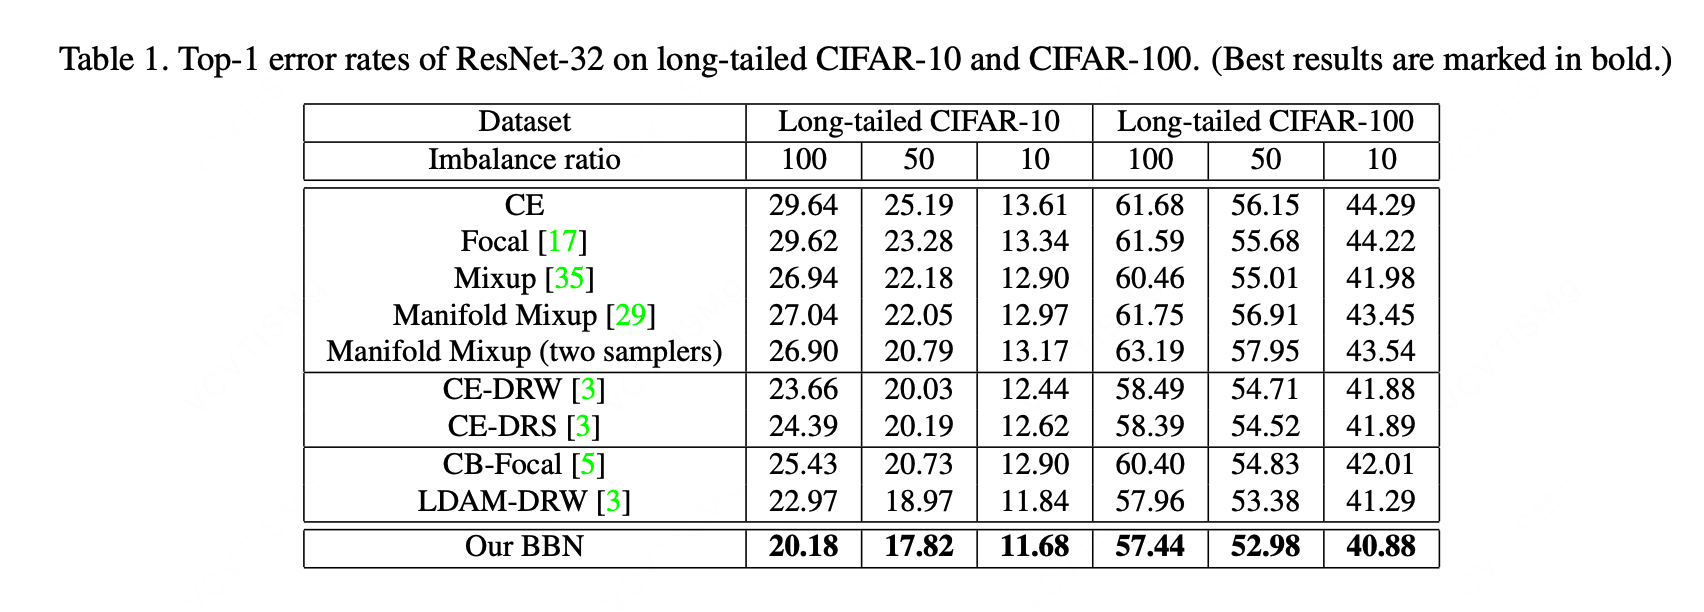 Table 1. Top-1 error rates of ResNet-32 on long-tailed CIFAR-10 and CIFAR-100. (Best results are marked in bold.)
Dataset Long-tailed CIFAR-10 Long-tailed CIFAR-100
Imbalance ratio 100 50 10 100 50 10
CE 29.64 25.19 13.61 61.68 56.15 44.29
Focal [17] 29.62 23.28 13.34 61.59 55.68 44.22
Mixup [35] 26.94 22.18 12.90 60.46 55.01 41.98
Manifold Mixup [29] 27.04 22.05 12.97 61.75 56.91 43.45
Manifold Mixup (two samplers) 26.90 20.79 13.17 63.19 57.95 43.54
CE-DRW [3] 23.66 20.03 12.44 58.49 54.71 41.88
CE-DRS [3] 24.39 20.19 12.62 58.39 54.52 41.89
CB-Focal [5] 25.43 20.73 12.90 60.40 54.83 42.01
LDAM-DRW [3] 22.97 18.97 11.84 57.96 53.38 41.29
Our BBN 20.18 17.82 11.68 57.44 52.98 40.88